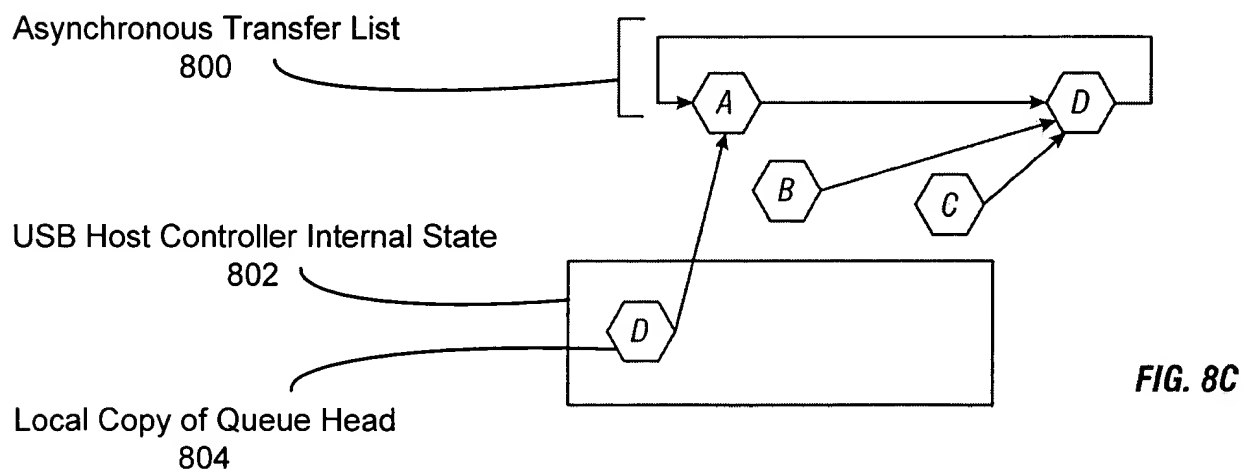 Asynchronous Transfer List
800
A
D
B
C
USB Host Controller Internal State
802
D
FIG. 8C
Local Copy of Queue Head
804